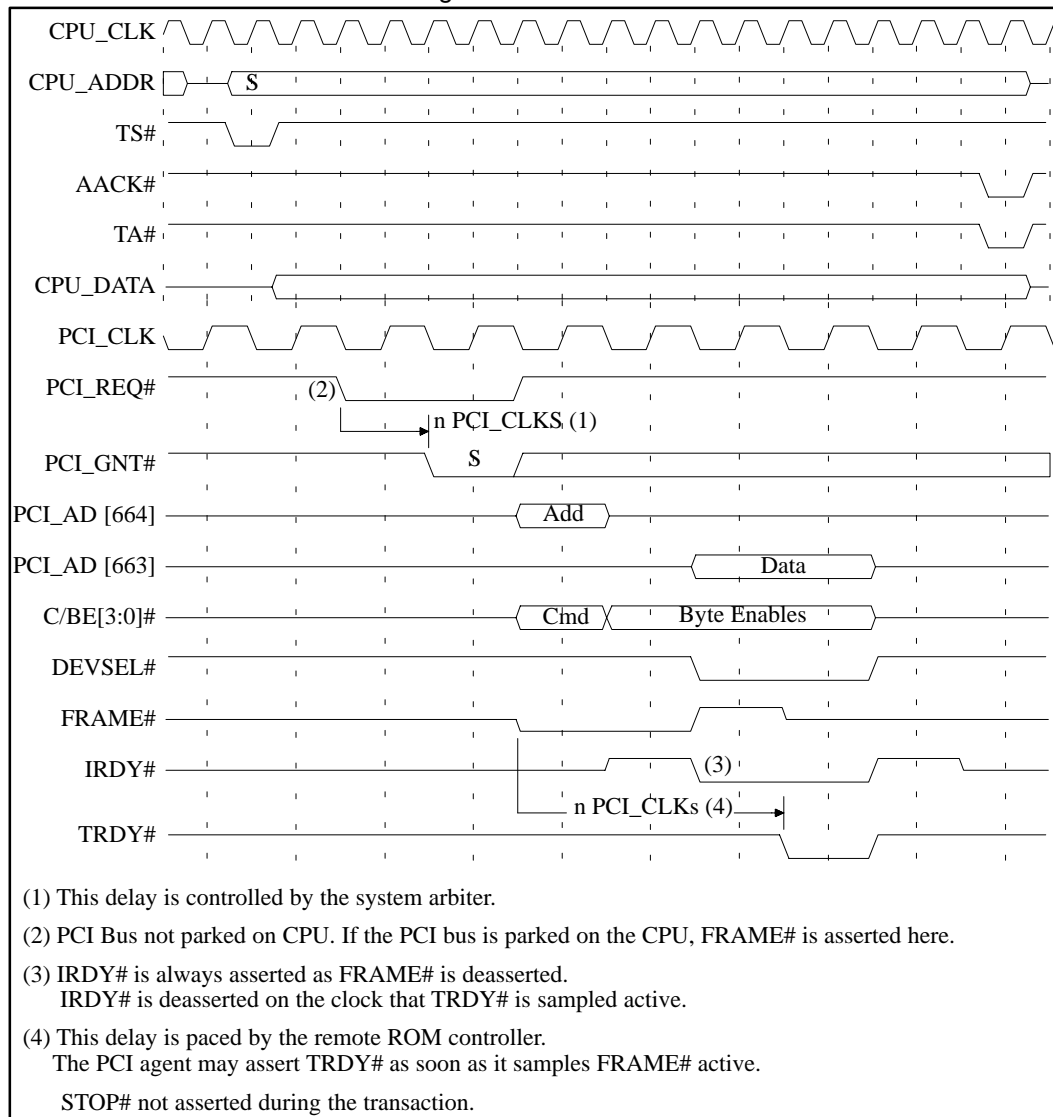 CPU_CLK
CPU_ADDR
S
TS#
AACK#
TA#
CPU_DATA
PCI_CLK
PCI_REQ#
(2)
n PCI_CLKS (1)
PCI_GNT#
S
PCI_AD [664]
Add
PCI_AD [663]
Data
C/BE[3:0]#
Cmd
Byte Enables
DEVSEL#
FRAME#
IRDY#
(3)
n PCI_CLKs (4)
TRDY#
(1) This delay is controlled by the system arbiter.
(2) PCI Bus not parked on CPU. If the PCI bus is parked on the CPU, FRAME# is asserted here.
(3) IRDY# is always asserted as FRAME# is deasserted.
IRDY# is deasserted on the clock that TRDY# is sampled active.
(4) This delay is paced by the remote ROM controller.
The PCI agent may assert TRDY# as soon as it samples FRAME# active.
STOP# not asserted during the transaction.